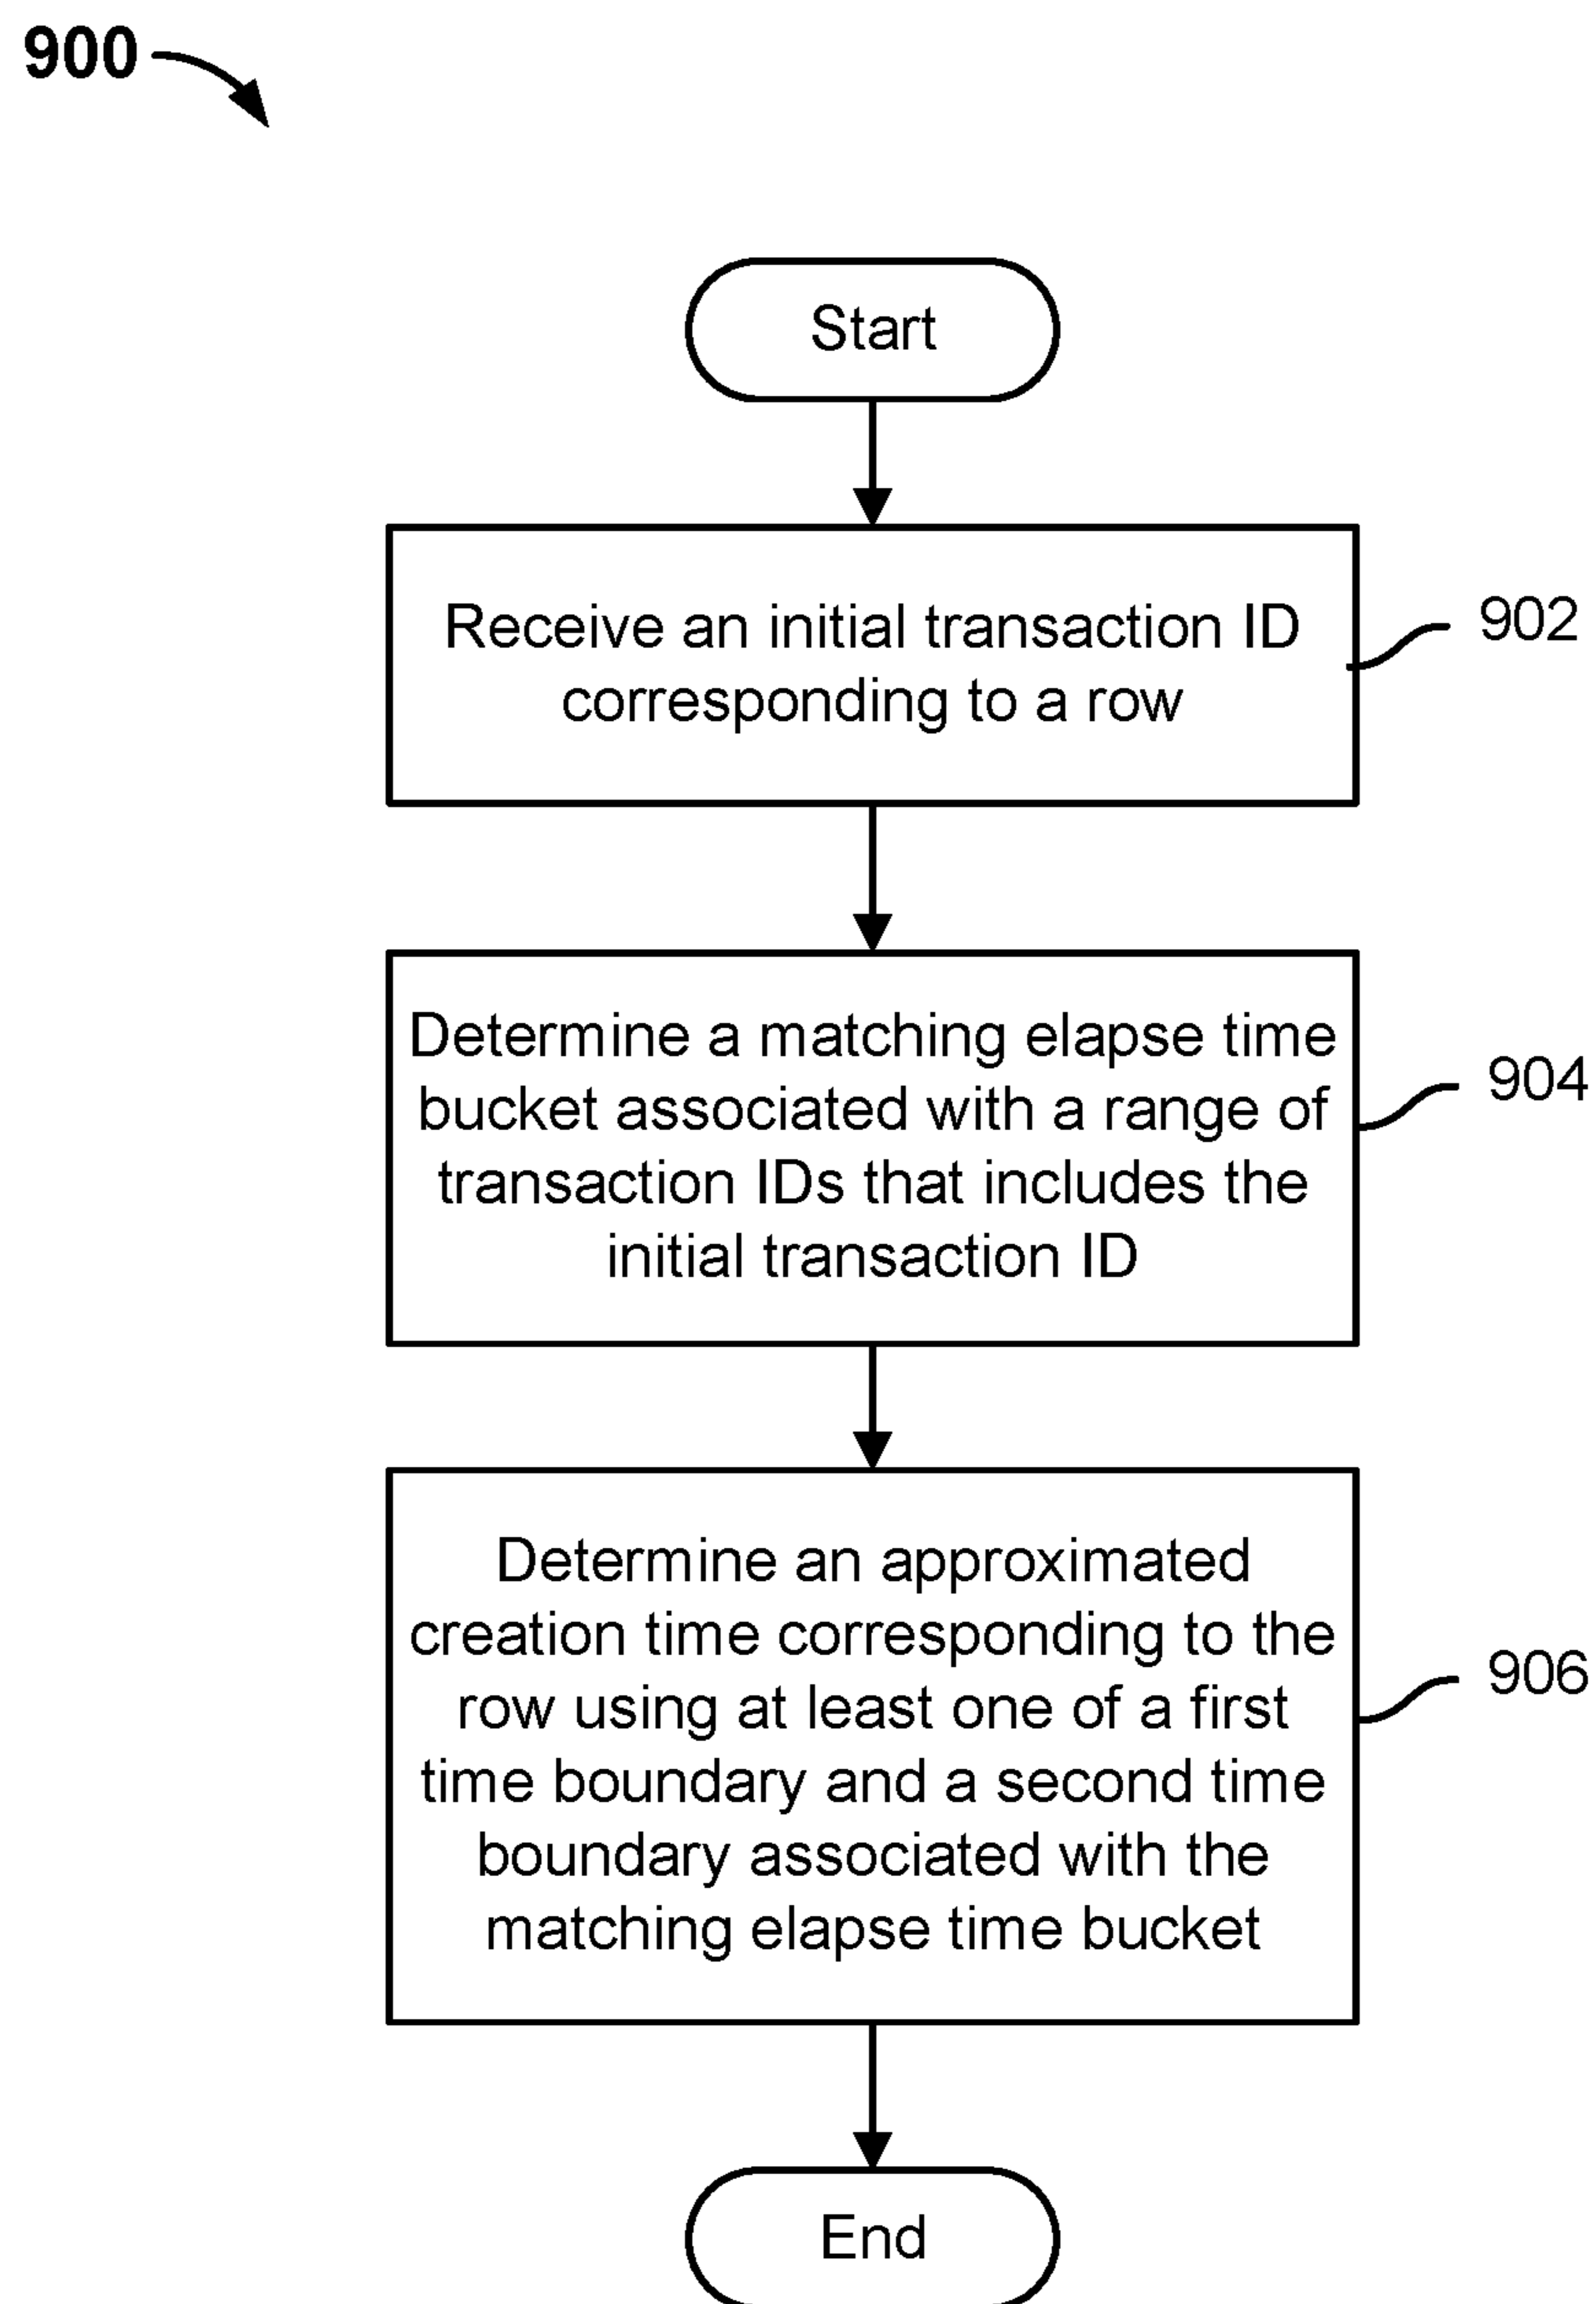 900
Start
Receive an initial transaction ID
corresponding to a row
902
Determine a matching elapse time
bucket associated with a range of
transaction IDs that includes the
initial transaction ID
904
Determine an approximated
creation time corresponding to the
row using at least one of a first
time boundary and a second time
boundary associated with the
matching elapse time bucket
906
End